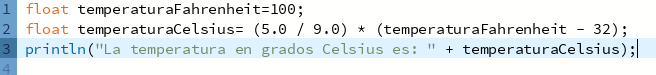 1 float temperaturaFahrenheit=100;
2 float temperaturaCelsius= (5.0 / 9.0) * (temperaturaFahrenheit - 32);
3 println("La temperatura en grados Celsius es: " + temperaturaCelsius);
4